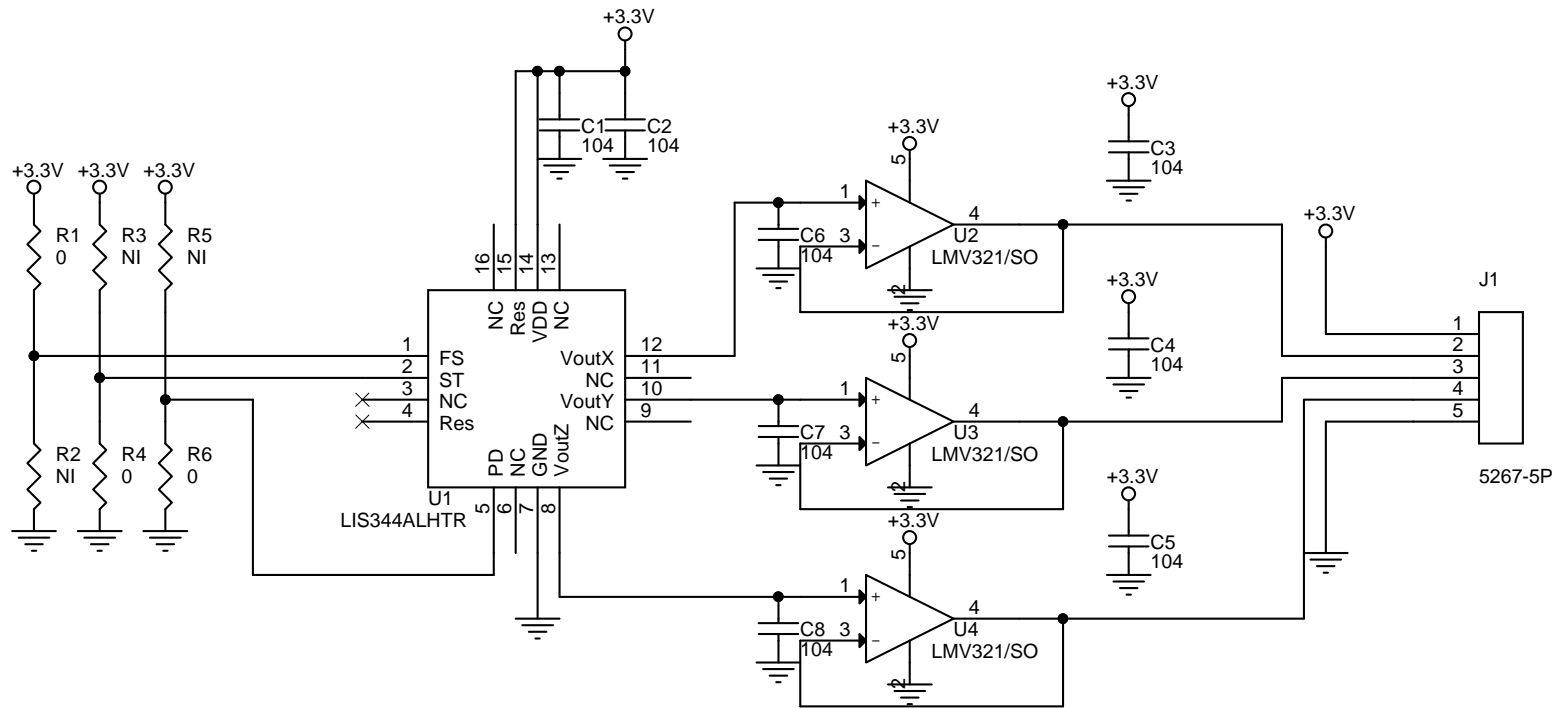 +3.3V
+3.3V
+3.3V
+3.3V
R1
0
R3
NI
R5
NI
R2
NI
R4
0
R6
0
C1
104
C2
104
16
15
14
13
NC
Res
VDD
NC
1
FS
2
ST
3
NC
4
Res
12
VoutX
11
NC
10
VoutY
9
NC
PD
NC
GND
VoutZ
5
6
7
8
U1
LIS344ALHTR
+3.3V
5
1
+
3
−
4
2
U2
LMV321/SO
C6
104
+3.3V
5
1
+
3
−
4
2
U3
LMV321/SO
C7
104
+3.3V
5
1
+
3
−
4
2
U4
LMV321/SO
C8
104
+3.3V
C3
104
+3.3V
C4
104
+3.3V
C5
104
+3.3V
J1
1
2
3
4
5
5267-5P